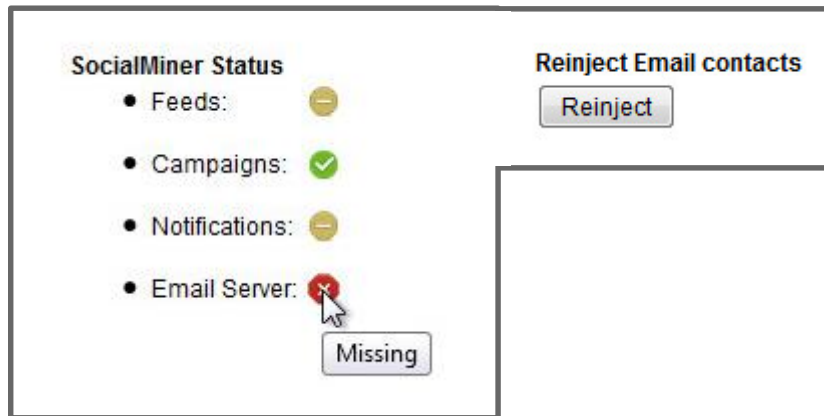 SocialMiner Status
• Feeds:
• Campaigns:
• Notifications:
• Email Server:
Missing
Reinject Email contacts
Reinject